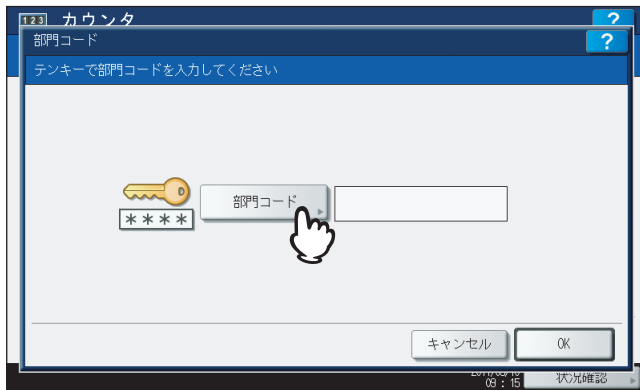 123 カウンタ
?
部門コード
?
テンキーで部門コードを入力してください
部門コード
****
キャンセル
OK
09 : 15
状況確認